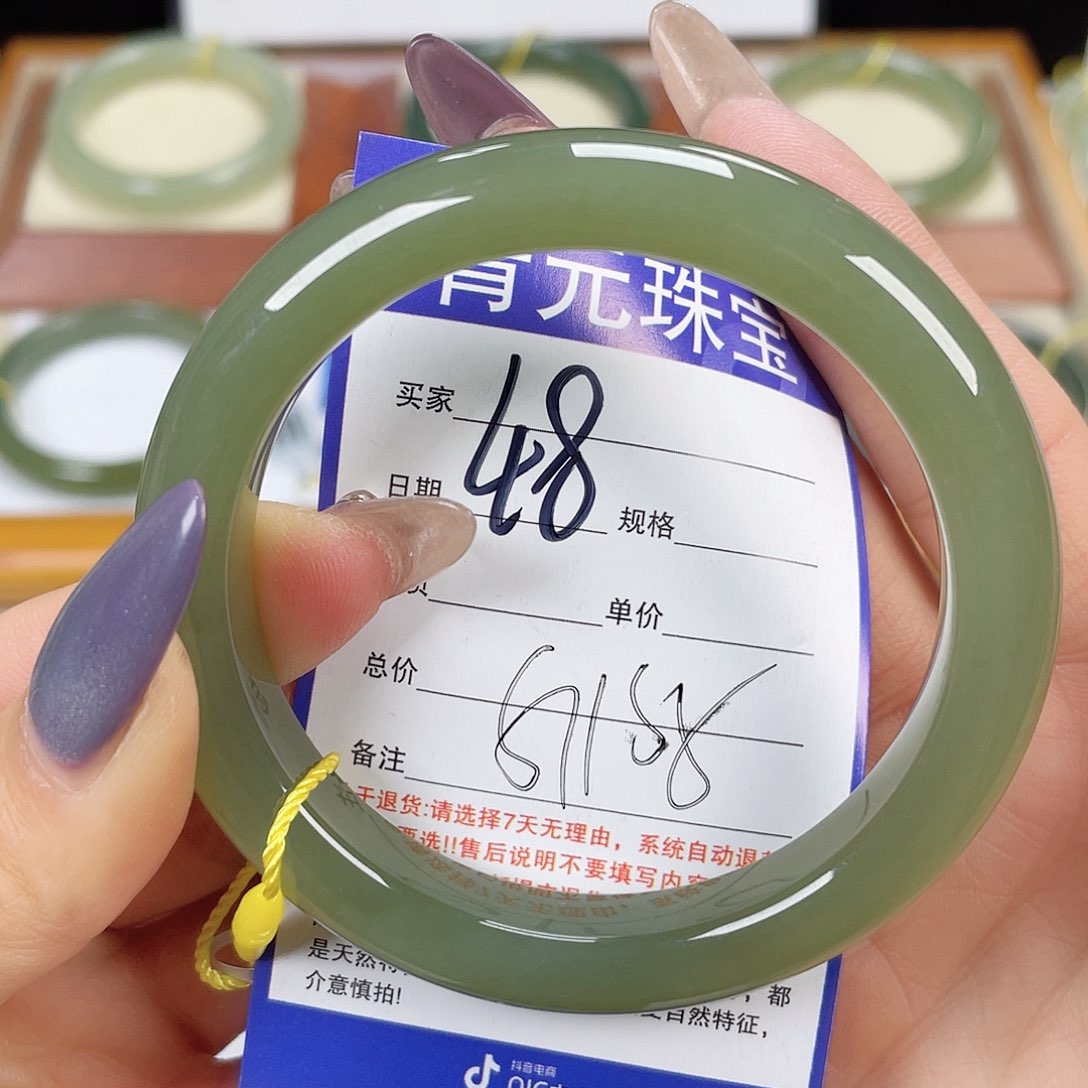 元珠宝
买家 48
日期 规格
单价
总价
备注
于退货:请选择7天无理由，系统自动退
选!!售后说明不要填写内容
是天然
，都
介意慎拍!
自然特征，
抖音电商